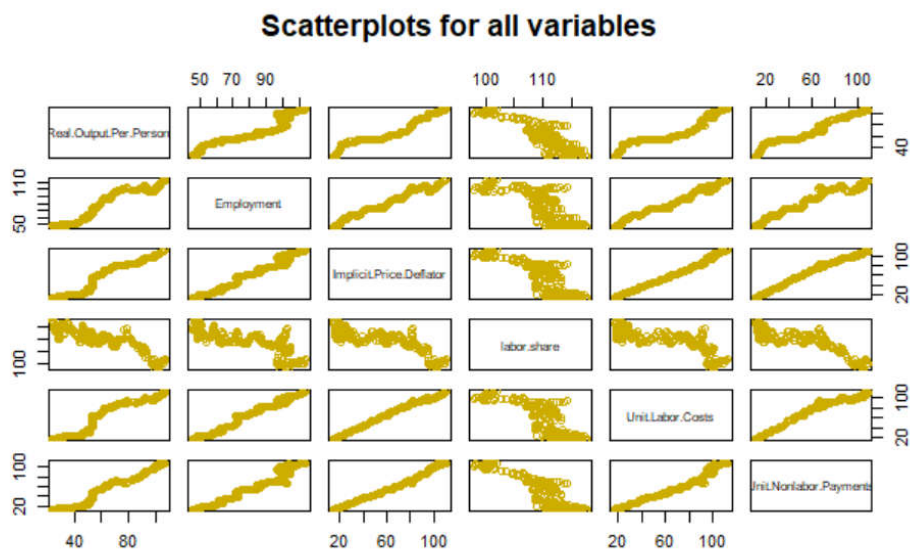 Scatterplots for all variables
50 70 90
100 110
20 60 100
Real.Output.Per.Person
40
50 110
Employment
Implicit.Price.Deflator
20 100
100
labor.share
Unit.Labor.Costs
20 100
20 100
Unit.Nonlabor.Payments
40 80
20 60 100
20 60 100